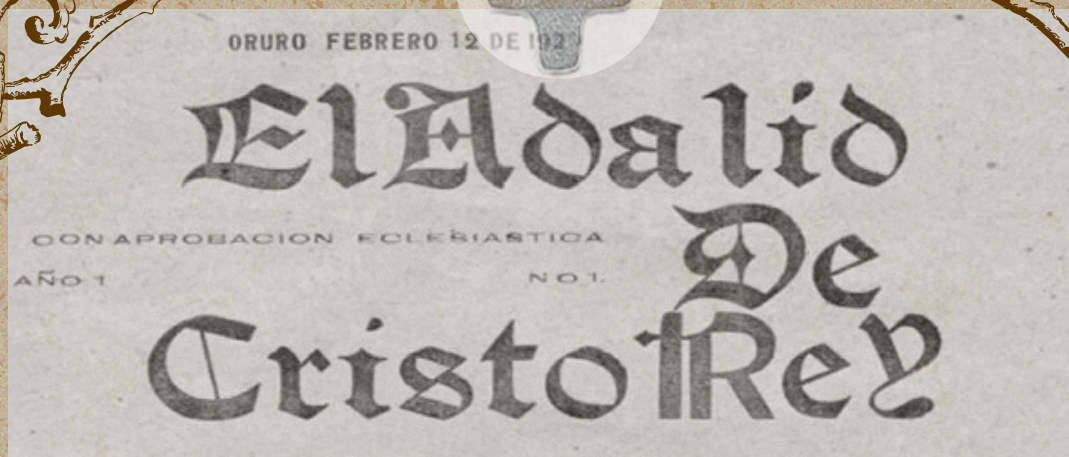 ORURO FEBRERO 12 DE
El Adalid
De
CON APROBACION ECLESIASTICA
AÑO 1 NO 1.
Cristo Rey